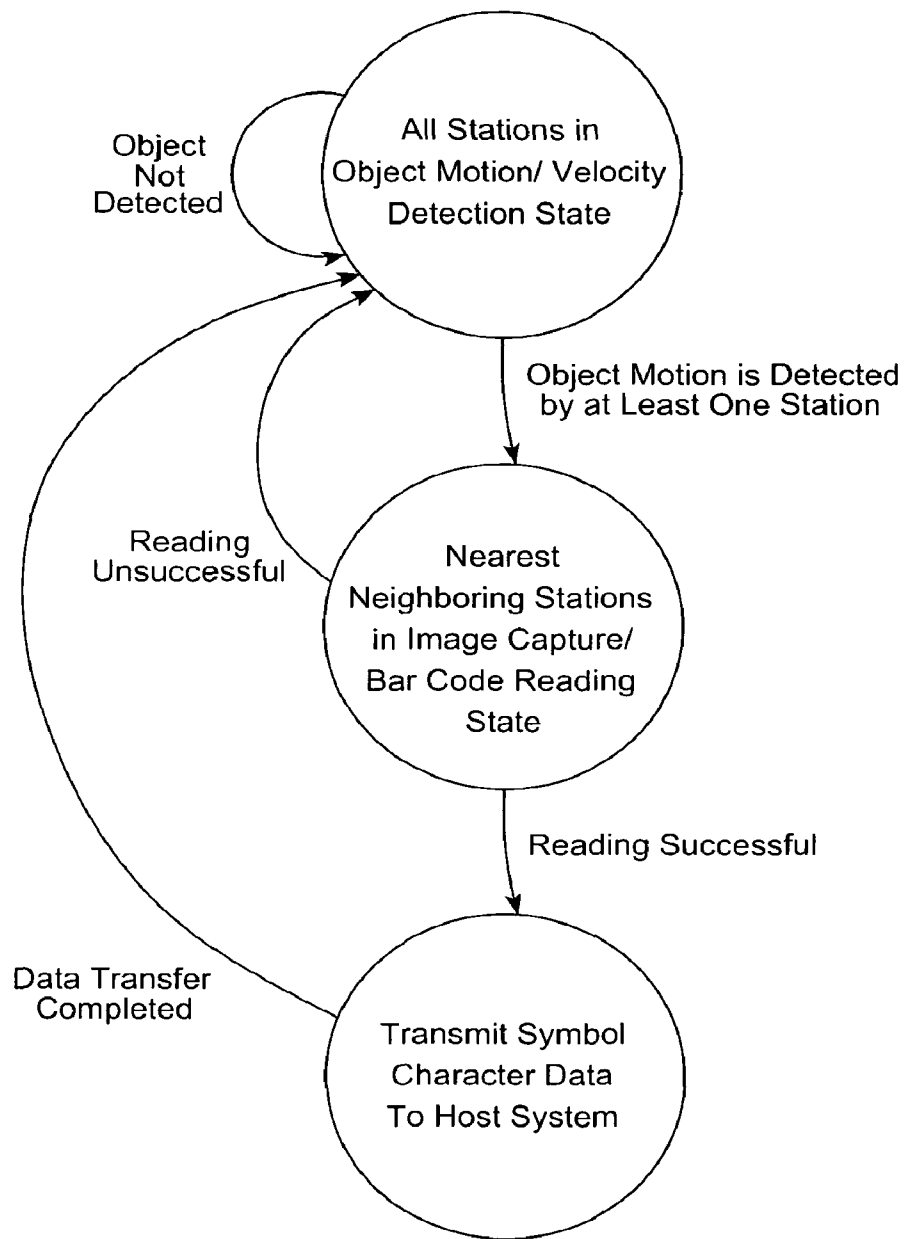 All Stations in
Object Motion/ Velocity
Detection State
Object
Not
Detected
Object Motion is Detected
by at Least One Station
Reading
Unsuccessful
Nearest
Neighboring Stations
in Image Capture/
Bar Code Reading
State
Reading Successful
Data Transfer
Completed
Transmit Symbol
Character Data
To Host System